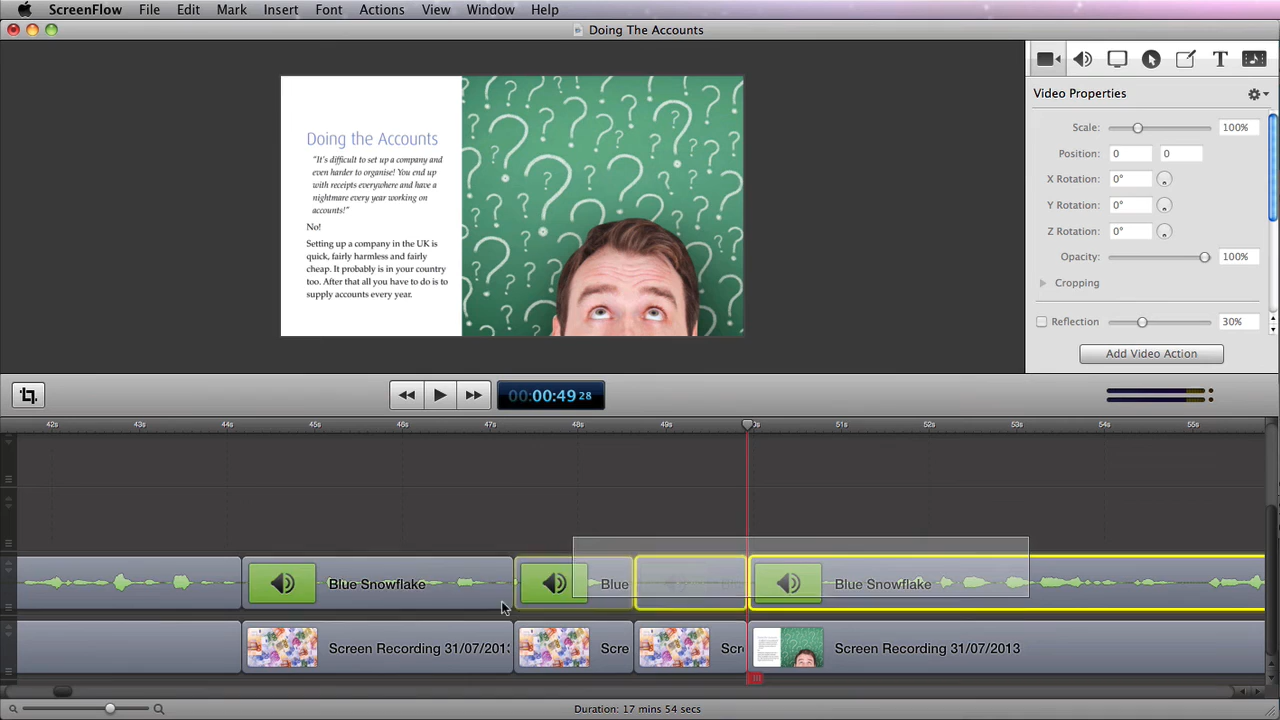 ScreenFlow File Edit Mark Insert Font Actions View Window Help
Doing The Accounts
Doing the Accounts
"It's difficult to set up a company and
even harder to organise! You end up
with receipts everywhere and have a
nightmare every year working on
accounts!"
No!
Setting up a company in the UK is
quick, fairly harmless and fairly
cheap. It probably is in your country
too. After that all you have to do is to
supply accounts every year.
T
Video Properties
Scale: 100%
Position: 0 0
X Rotation: 0°
Y Rotation: 0°
Z Rotation: 0°
Opacity: 100%
Cropping
Reflection 30%
Add Video Action
00:00:49 28
42s 43s 44s 45s 46s 47s 48s 49s 0s 51s 52s 53s 54s 55s
Blue Snowflake Blue Blue Snowflake
Screen Recording 31/07/201 Scre Scr Screen Recording 31/07/2013
Duration: 17 mins 54 secs